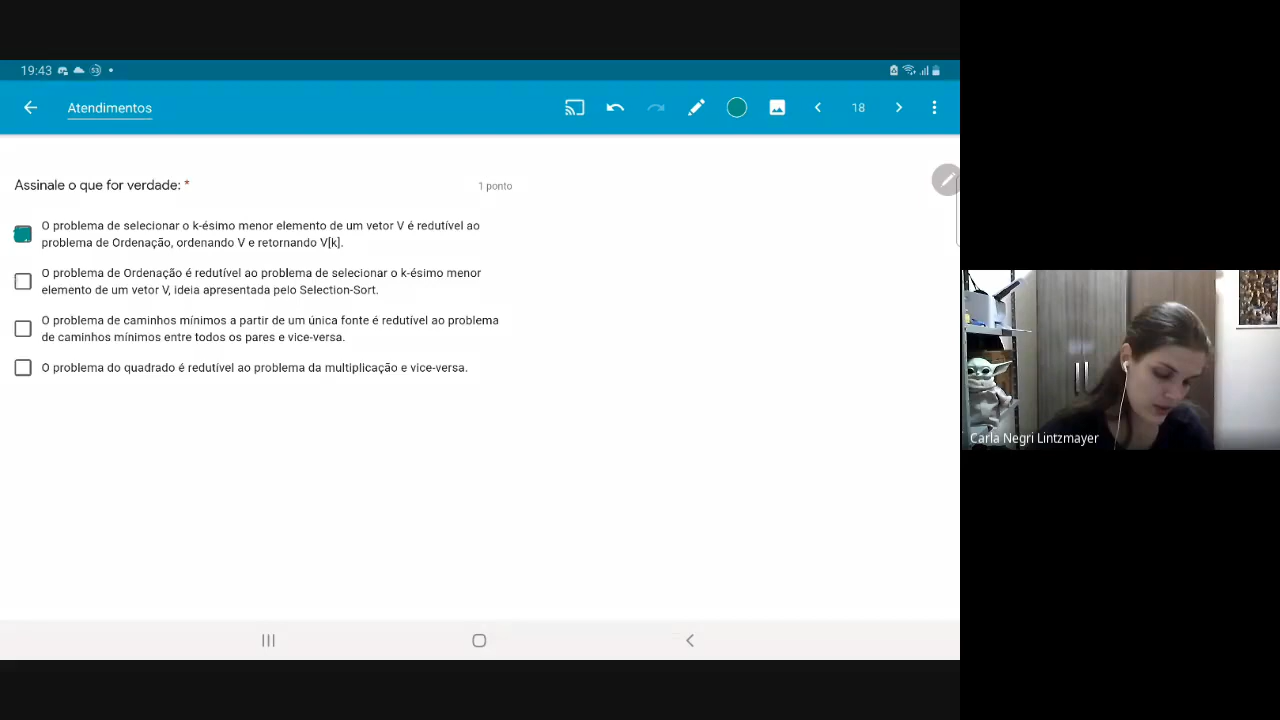 19:43
53
Atendimentos
18
Assinale o que for verdade: *
1 ponto
O problema de selecionar o k-ésimo menor elemento de um vetor V é redutível ao
problema de Ordenação, ordenando V e retornando V[k].
O problema de Ordenação é redutível ao problema de selecionar o k-ésimo menor
elemento de um vetor V, ideia apresentada pelo Selection-Sort.
O problema de caminhos mínimos a partir de um única fonte é redutível ao problema
de caminhos mínimos entre todos os pares e vice-versa.
O problema do quadrado é redutível ao problema da multiplicação e vice-versa.
Carla Negri Lintzmayer